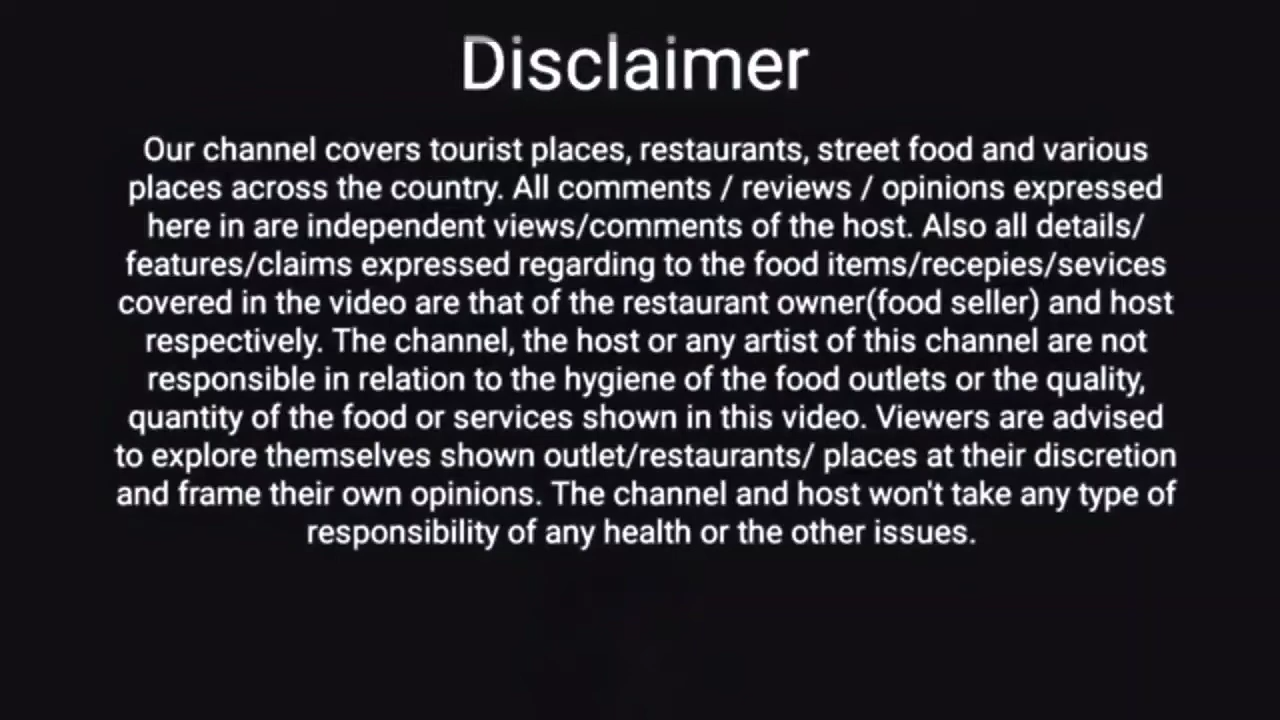 Disclaimer
Our channel covers tourist places, restaurants, street food and various
places across the country. All comments / reviews / opinions expressed
here in are independent views/comments of the host. Also all details/
features/claims expressed regarding to the food items/recepies/sevices
covered in the video are that of the restaurant owner(food seller) and host
respectively. The channel, the host or any artist of this channel are not
responsible in relation to the hygiene of the food outlets or the quality,
quantity of the food or services shown in this video. Viewers are advised
to explore themselves shown outlet/restaurants/ places at their discretion
and frame their own opinions. The channel and host won't take any type of
responsibility of any health or the other issues.